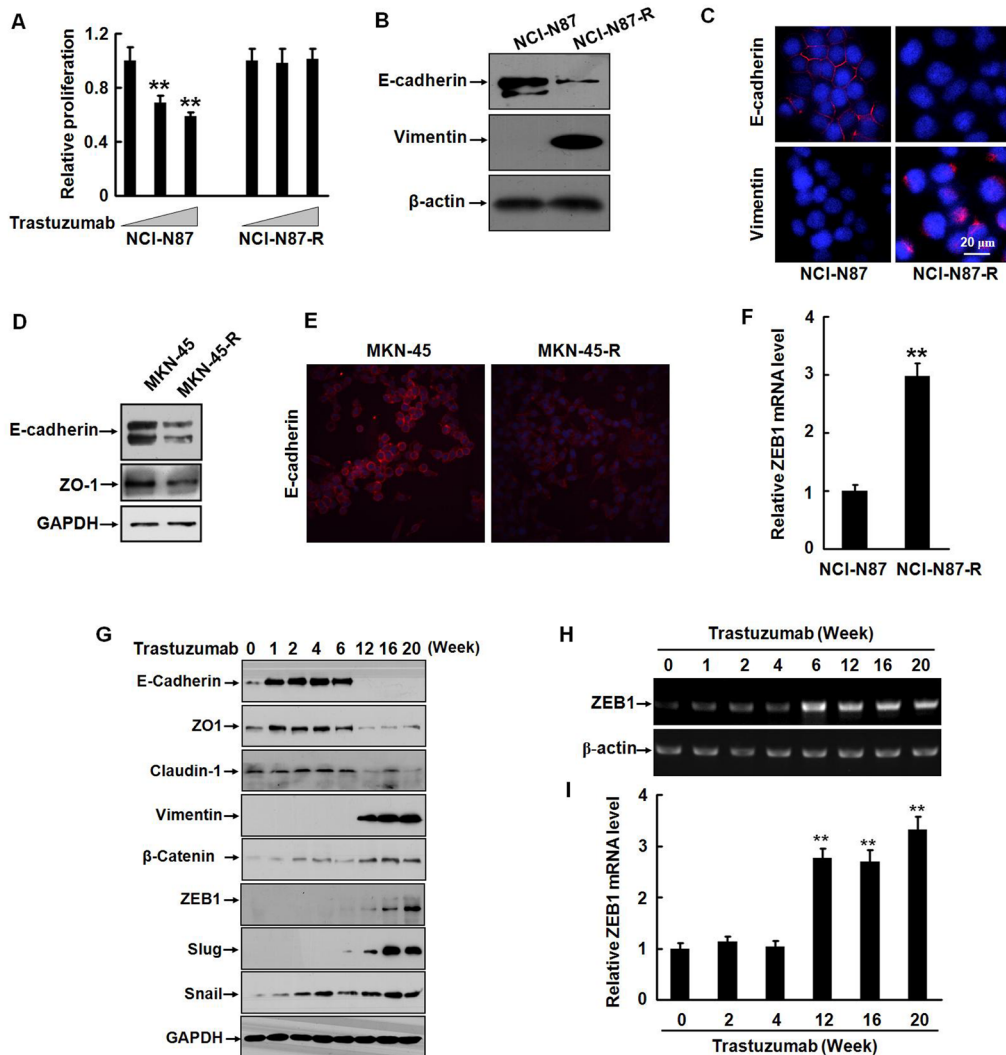 A
1.2
0.8
0.4
0
Relative proliferation
** **
Trastuzumab
NCI-N87 NCI-N87-R
B
NCI-N87 NCI-N87-R
E-cadherin
Vimentin
β-actin
C
E-cadherin
Vimentin
20 μm
NCI-N87 NCI-N87-R
D
MKN-45 MKN-45-R
E-cadherin
ZO-1
GAPDH
E
MKN-45 MKN-45-R
E-cadherin
F
Relative ZEB1 mRNA level
4
3
2
1
0
**
NCI-N87 NCI-N87-R
G
Trastuzumab 0 1 2 4 6 12 16 20 (Week)
E-Cadherin
ZO1
Claudin-1
Vimentin
β-Catenin
ZEB1
Slug
Snail
GAPDH
H
Trastuzumab (Week)
0 1 2 4 6 12 16 20
ZEB1
β-actin
I
Relative ZEB1 mRNA level
4
3
2
1
0
** ** **
0 2 4 12 16 20
Trastuzumab (Week)